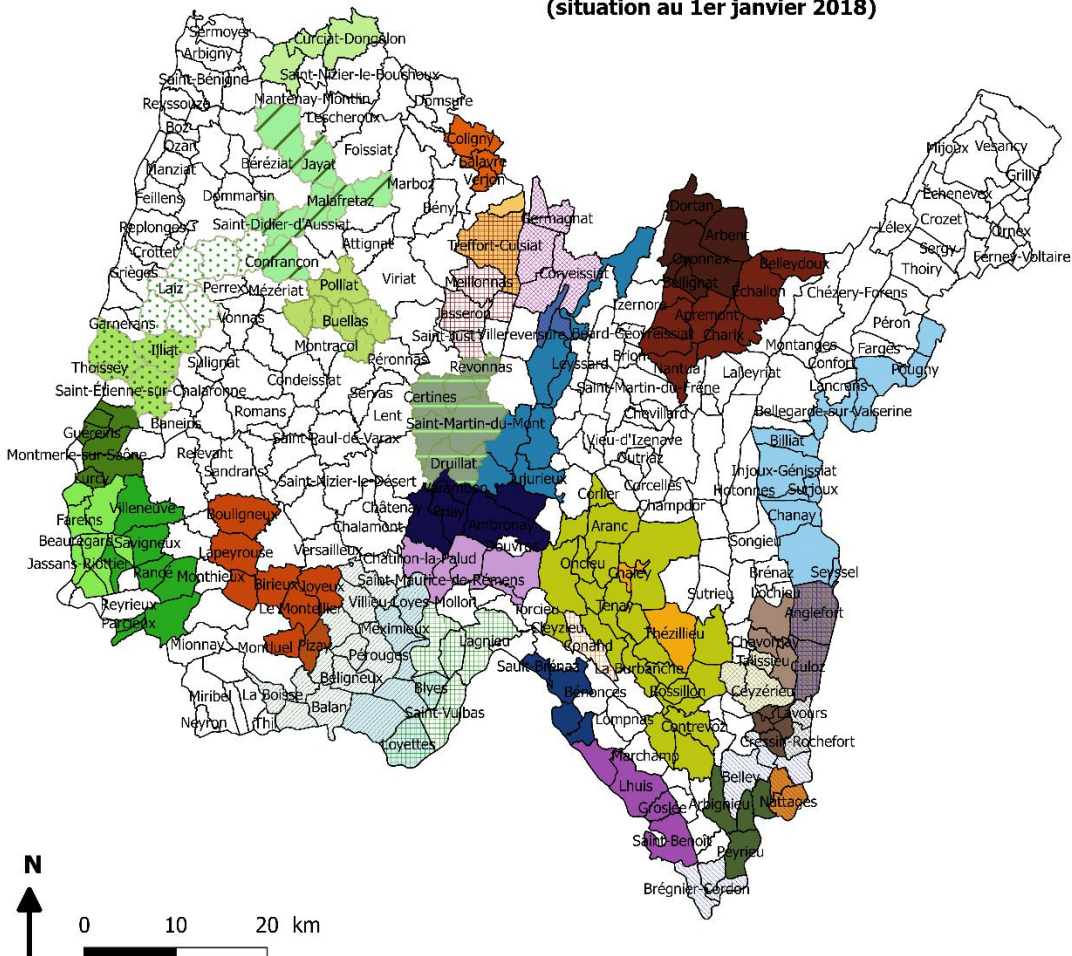 (situation au 1er janvier 2018)
Sermoyer
Curciat-Dongalon
Arbigny
Saint-Bénigne
Saint-Nizier-le-Bouchoux
Reyssouze
Mantenay-Montlin
Domsure
Lescheroux
Boz
Ozan
Coligny
Foissiat
Mijoux
Vesancy
Manziat
Béréziat
Jayat
Salavre
Verjon
Grilly
Marboz
Feillens
Dommartin
Malafretaz
Bény
Echenevex
Dortan
Replonges
Saint-Didier-d'Aussiat
Germagnat
Crozet
Lélex
Ornex
Crottet
Attignat
Treffort-Cuisiat
Arbent
Sergy
Ferney-Voltaire
Confrançon
Oyonnax
Belleydoux
Grièges
Corveissiat
Thoiry
Viriat
Meillonnas
Bellignat
Laiz
Perrex
Mézériat
Polliat
Echallon
Chézery-Forens
Izernore
Jasseron
Apremont
Garnerans
Vonnas
Buellas
Péron
Saint-Just
Villereversure
Béard-Géovreissiat
Charix
Illiat
Montracol
Montanges
Farges
Sulignat
Péronnas
Brion
Confort
Thoissey
Revonnas
Leyssard
Nantua
Lalleyriat
Pougny
Condeissiat
Saint-Martin-du-Frêne
Lancrans
Saint-Étienne-sur-Chalaronne
Servas
Certines
Romans
Lent
Chevillard
Bellegarde-sur-Valserine
Baneins
Saint-Martin-du-Mont
Guéreins
Saint-Paul-de-Varax
Vieu-d'Izenave
Billiat
Montmerle-sur-Saône
Relevant
Outriaz
Sandrans
Druillat
Injoux-Génissiat
Lurcy
Saint-Nizier-le-Désert
Jujurieux
Corcelles
Hotonnes
Surjoux
Varambon
Corlier
Villeneuve
Bouligneux
Châtenay
Priay
Champdor
Chanay
Fareins
Chalamont
Ambronay
Aranc
Beauregard
Savigneux
Songieu
Lapeyrouse
Versailleux
Douvres
Jassans-Riottier
Châtillon-la-Palud
Oncieu
Rancé
Monthieux
Chaley
Brénaz
Seyssel
Birieux
Joyeux
Saint-Maurice-de-Rémens
Sutrieu
Lochieu
Reyrieux
Le Montellier
Villieu-Loyes-Mollon
Torcieu
Tenay
Anglefort
Parcieux
Meximieux
Cleyzieu
Thézillieu
Mionnay
Montluel
Pizay
Lagnieu
Conand
Chavornay
Pérouges
Talissieu
Sault-Brénaz
La Burbanche
Culoz
Béligneux
Miribel
La Boisse
Blyes
Bénonces
Rossillon
Ceyzérieu
Balan
Neyron
Thil
Saint-Vulbas
Lompnas
Contrevoz
Lavours
Loyettes
Cressin-Rochefort
Marchamp
Belley
Lhuis
Groslée
Arbignieu
Nattages
Saint-Benoît
Peyrieu
N
Brégnier-Cordon
0 10 20 km